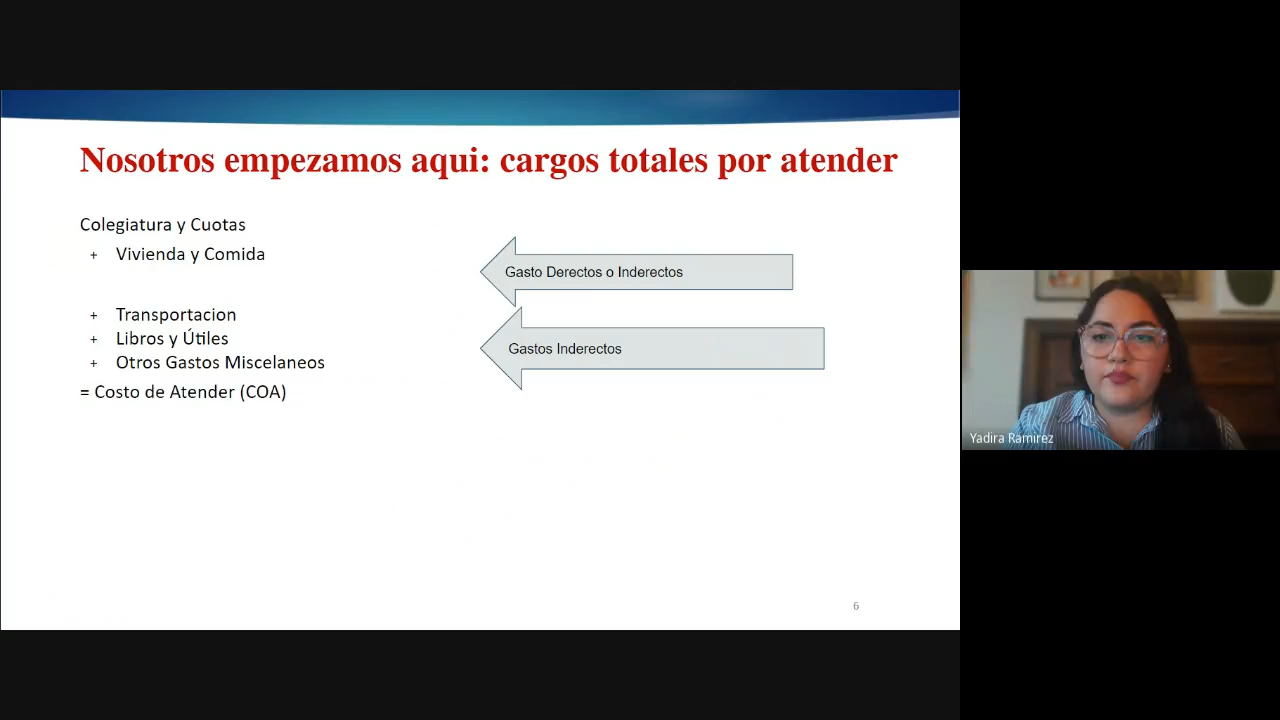 Nosotros empezamos aqui: cargos totales por atender
Colegiatura y Cuotas
+ Vivienda y Comida
Gasto Derectos o Inderectos
+ Transportacion
+ Libros y Útiles
+ Otros Gastos Miscelaneos
Gastos Inderectos
= Costo de Atender (COA)
6
Yadira Ramirez